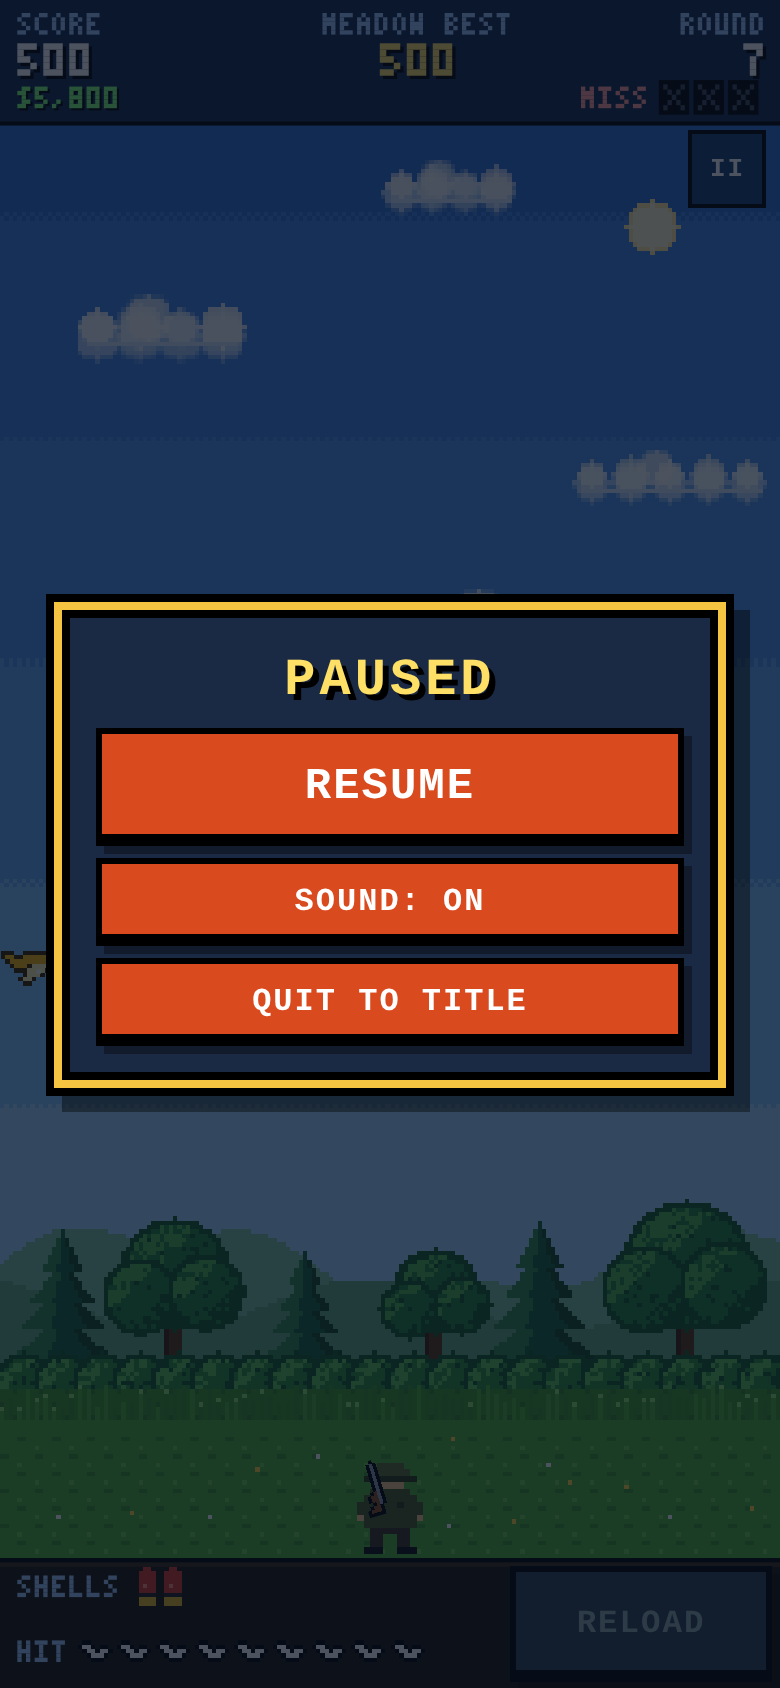 SCORE MEADOW BEST ROUND
500 500 7
$5,800 MISS X X X
II
PAUSED
RESUME
SOUND: ON
QUIT TO TITLE
SHELLS
RELOAD
HIT